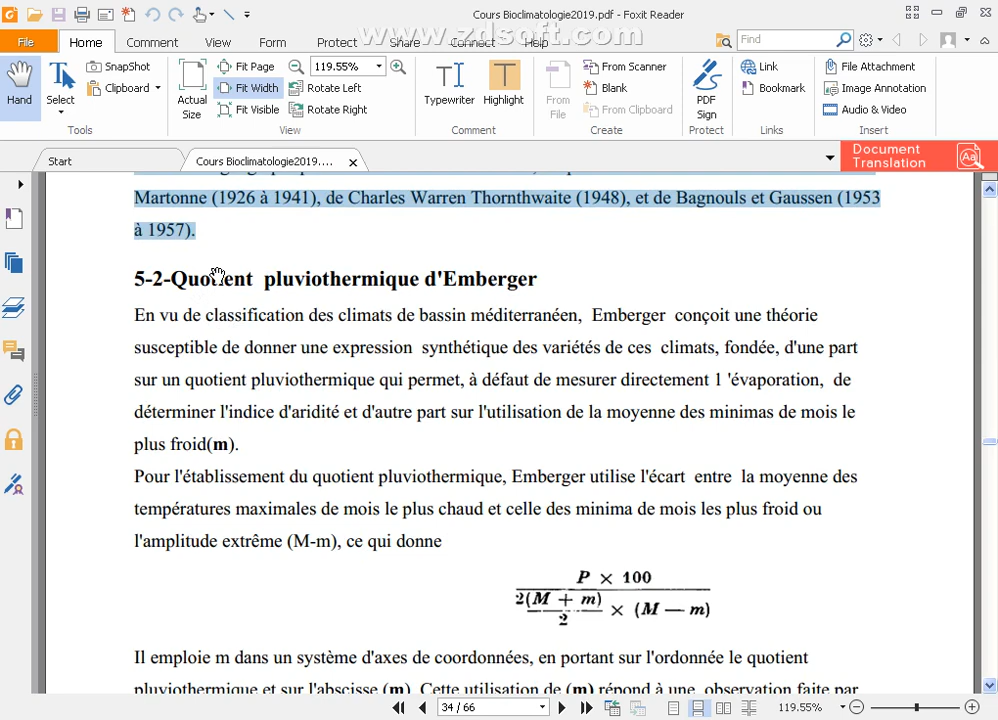 Cours Bioclimatologie2019.pdf - Foxit Reader
www.zdsoft.com
File Home Comment View Form Protect Share Connect Help Find
SnapShot Fit Page 119.55% From Scanner Link File Attachment
Hand Select Clipboard Actual Size Fit Width Rotate Left Typewriter Highlight From File Blank PDF Sign Bookmark Image Annotation
Fit Visible Rotate Right From Clipboard Audio & Video
Tools View Comment Create Protect Links Insert
Start Cours Bioclimatologie2019.... Document Translation
Martonne (1926 à 1941), de Charles Warren Thornthwaite (1948), et de Bagnouls et Gaussen (1953
à 1957).
5-2-Quotient pluviothermique d'Emberger
En vu de classification des climats de bassin méditerranéen, Emberger conçoit une théorie
susceptible de donner une expression synthétique des variétés de ces climats, fondée, d'une part
sur un quotient pluviothermique qui permet, à défaut de mesurer directement 1 'évaporation, de
déterminer l'indice d'aridité et d'autre part sur l'utilisation de la moyenne des minimas de mois le
plus froid(m).
Pour l'établissement du quotient pluviothermique, Emberger utilise l'écart entre la moyenne des
températures maximales de mois le plus chaud et celle des minima de mois les plus froid ou
l'amplitude extrême (M-m), ce qui donne
P × 100
2(M + m)
2
× (M — m)
Il emploie m dans un système d'axes de coordonnées, en portant sur l'ordonnée le quotient
pluviothermique et sur l'abscisse (m). Cette utilisation de (m) répond à une observation faite par
34 / 66 119.55%